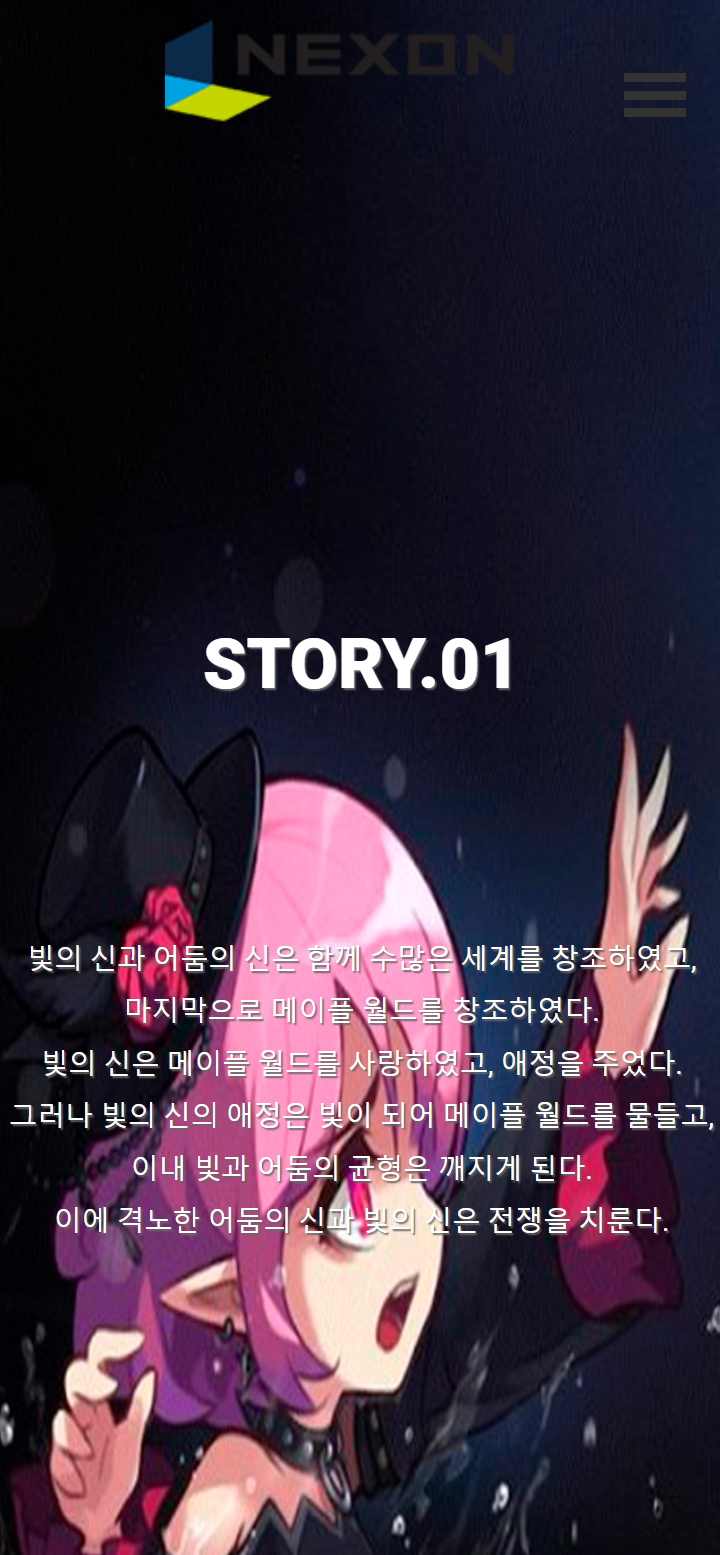 NEXON
STORY.01
빛의 신과 어둠의 신은 함께 수많은 세계를 창조하였고,
마지막으로 메이플 월드를 창조하였다.
빛의 신은 메이플 월드를 사랑하였고, 애정을 주었다.
그러나 빛의 신의 애정은 빛이 되어 메이플 월드를 물들고,
이내 빛과 어둠의 균형은 깨지게 된다.
이에 격노한 어둠의 신과 빛의 신은 전쟁을 치룬다.